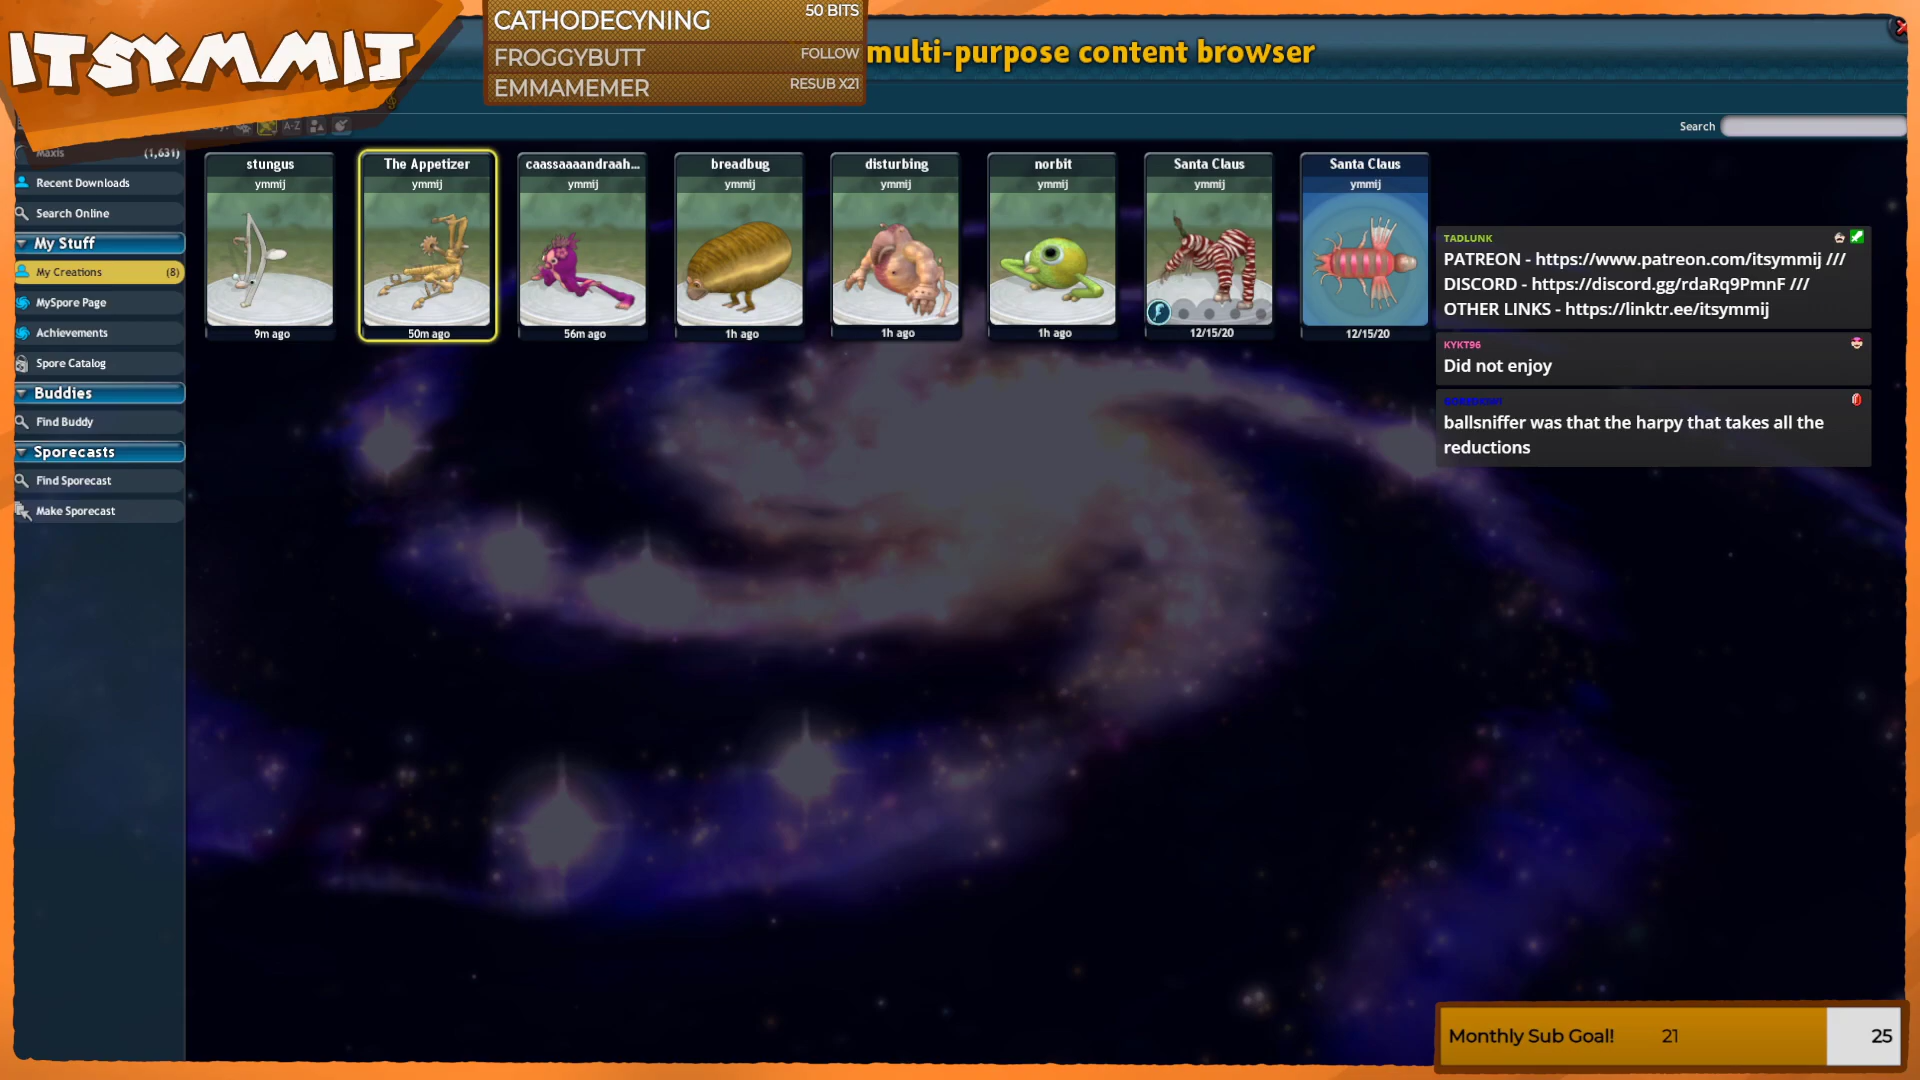 ITSYMMIJ
CATHODECYNING 50 BITS
FROGGYBUTT FOLLOW
EMMAMEMER RESUB X21
multi-purpose content browser
A-Z
Search
Maxis (1,631)
Recent Downloads
Search Online
My Stuff
My Creations (8)
MySpore Page
Achievements
Spore Catalog
Buddies
Find Buddy
Sporecasts
Find Sporecast
Make Sporecast
stungus
ymmij
9m ago
The Appetizer
ymmij
50m ago
caassaaaandraah...
ymmij
56m ago
breadbug
ymmij
1h ago
disturbing
ymmij
1h ago
norbit
ymmij
1h ago
Santa Claus
ymmij
12/15/20
Santa Claus
ymmij
12/15/20
TADLUNK
PATREON - https://www.patreon.com/itsymmij ///
DISCORD - https://discord.gg/rdaRq9PmnF ///
OTHER LINKS - https://linktr.ee/itsymmij
KYKT96
Did not enjoy
ballsniffer was that the harpy that takes all the
reductions
Monthly Sub Goal! 21 25